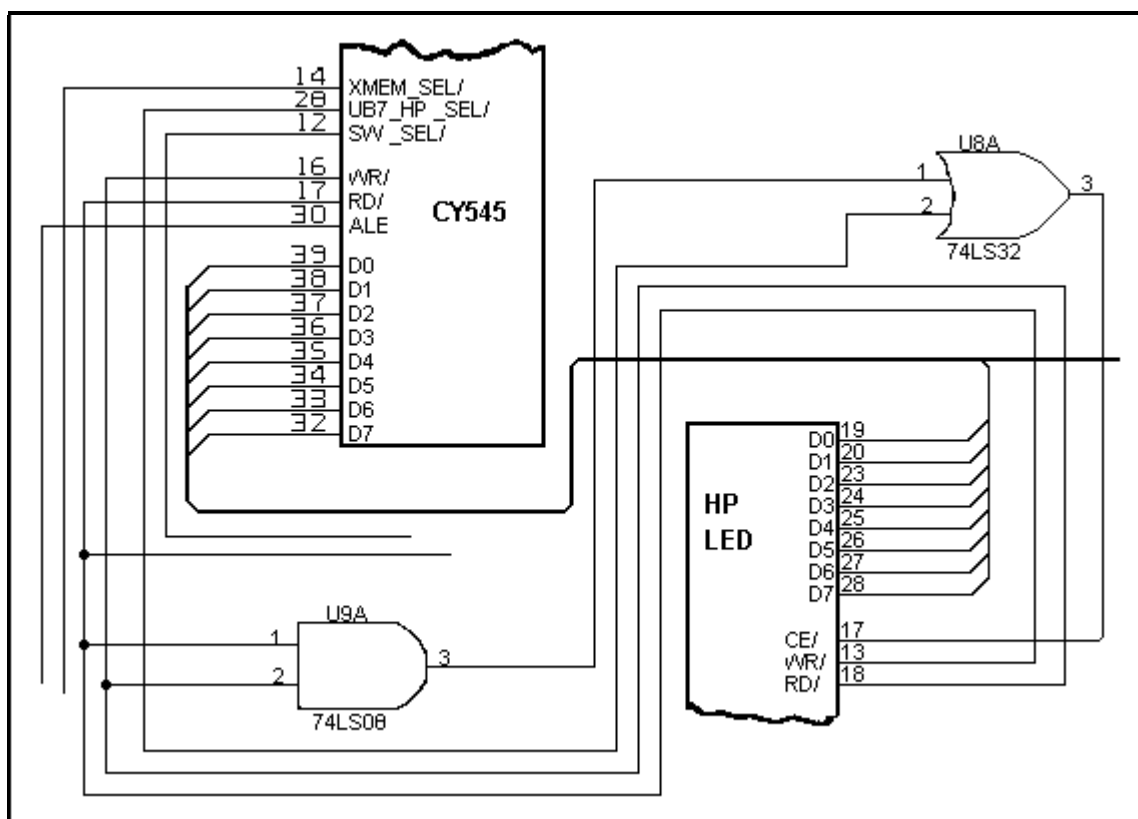 14 XMEM_SEL/
28 UB7_HP_SEL/
12 SW_SEL/
16 WR/
17 RD/
30 ALE
CY545
39 D0
38 D1
37 D2
36 D3
35 D4
34 D5
33 D6
32 D7
U8A
1
2
3
74LS32
HP
LED
D0 19
D1 20
D2 23
D3 24
D4 25
D5 26
D6 27
D7 28
CE/ 17
WR/ 13
RD/ 18
U9A
1
2
3
74LS08